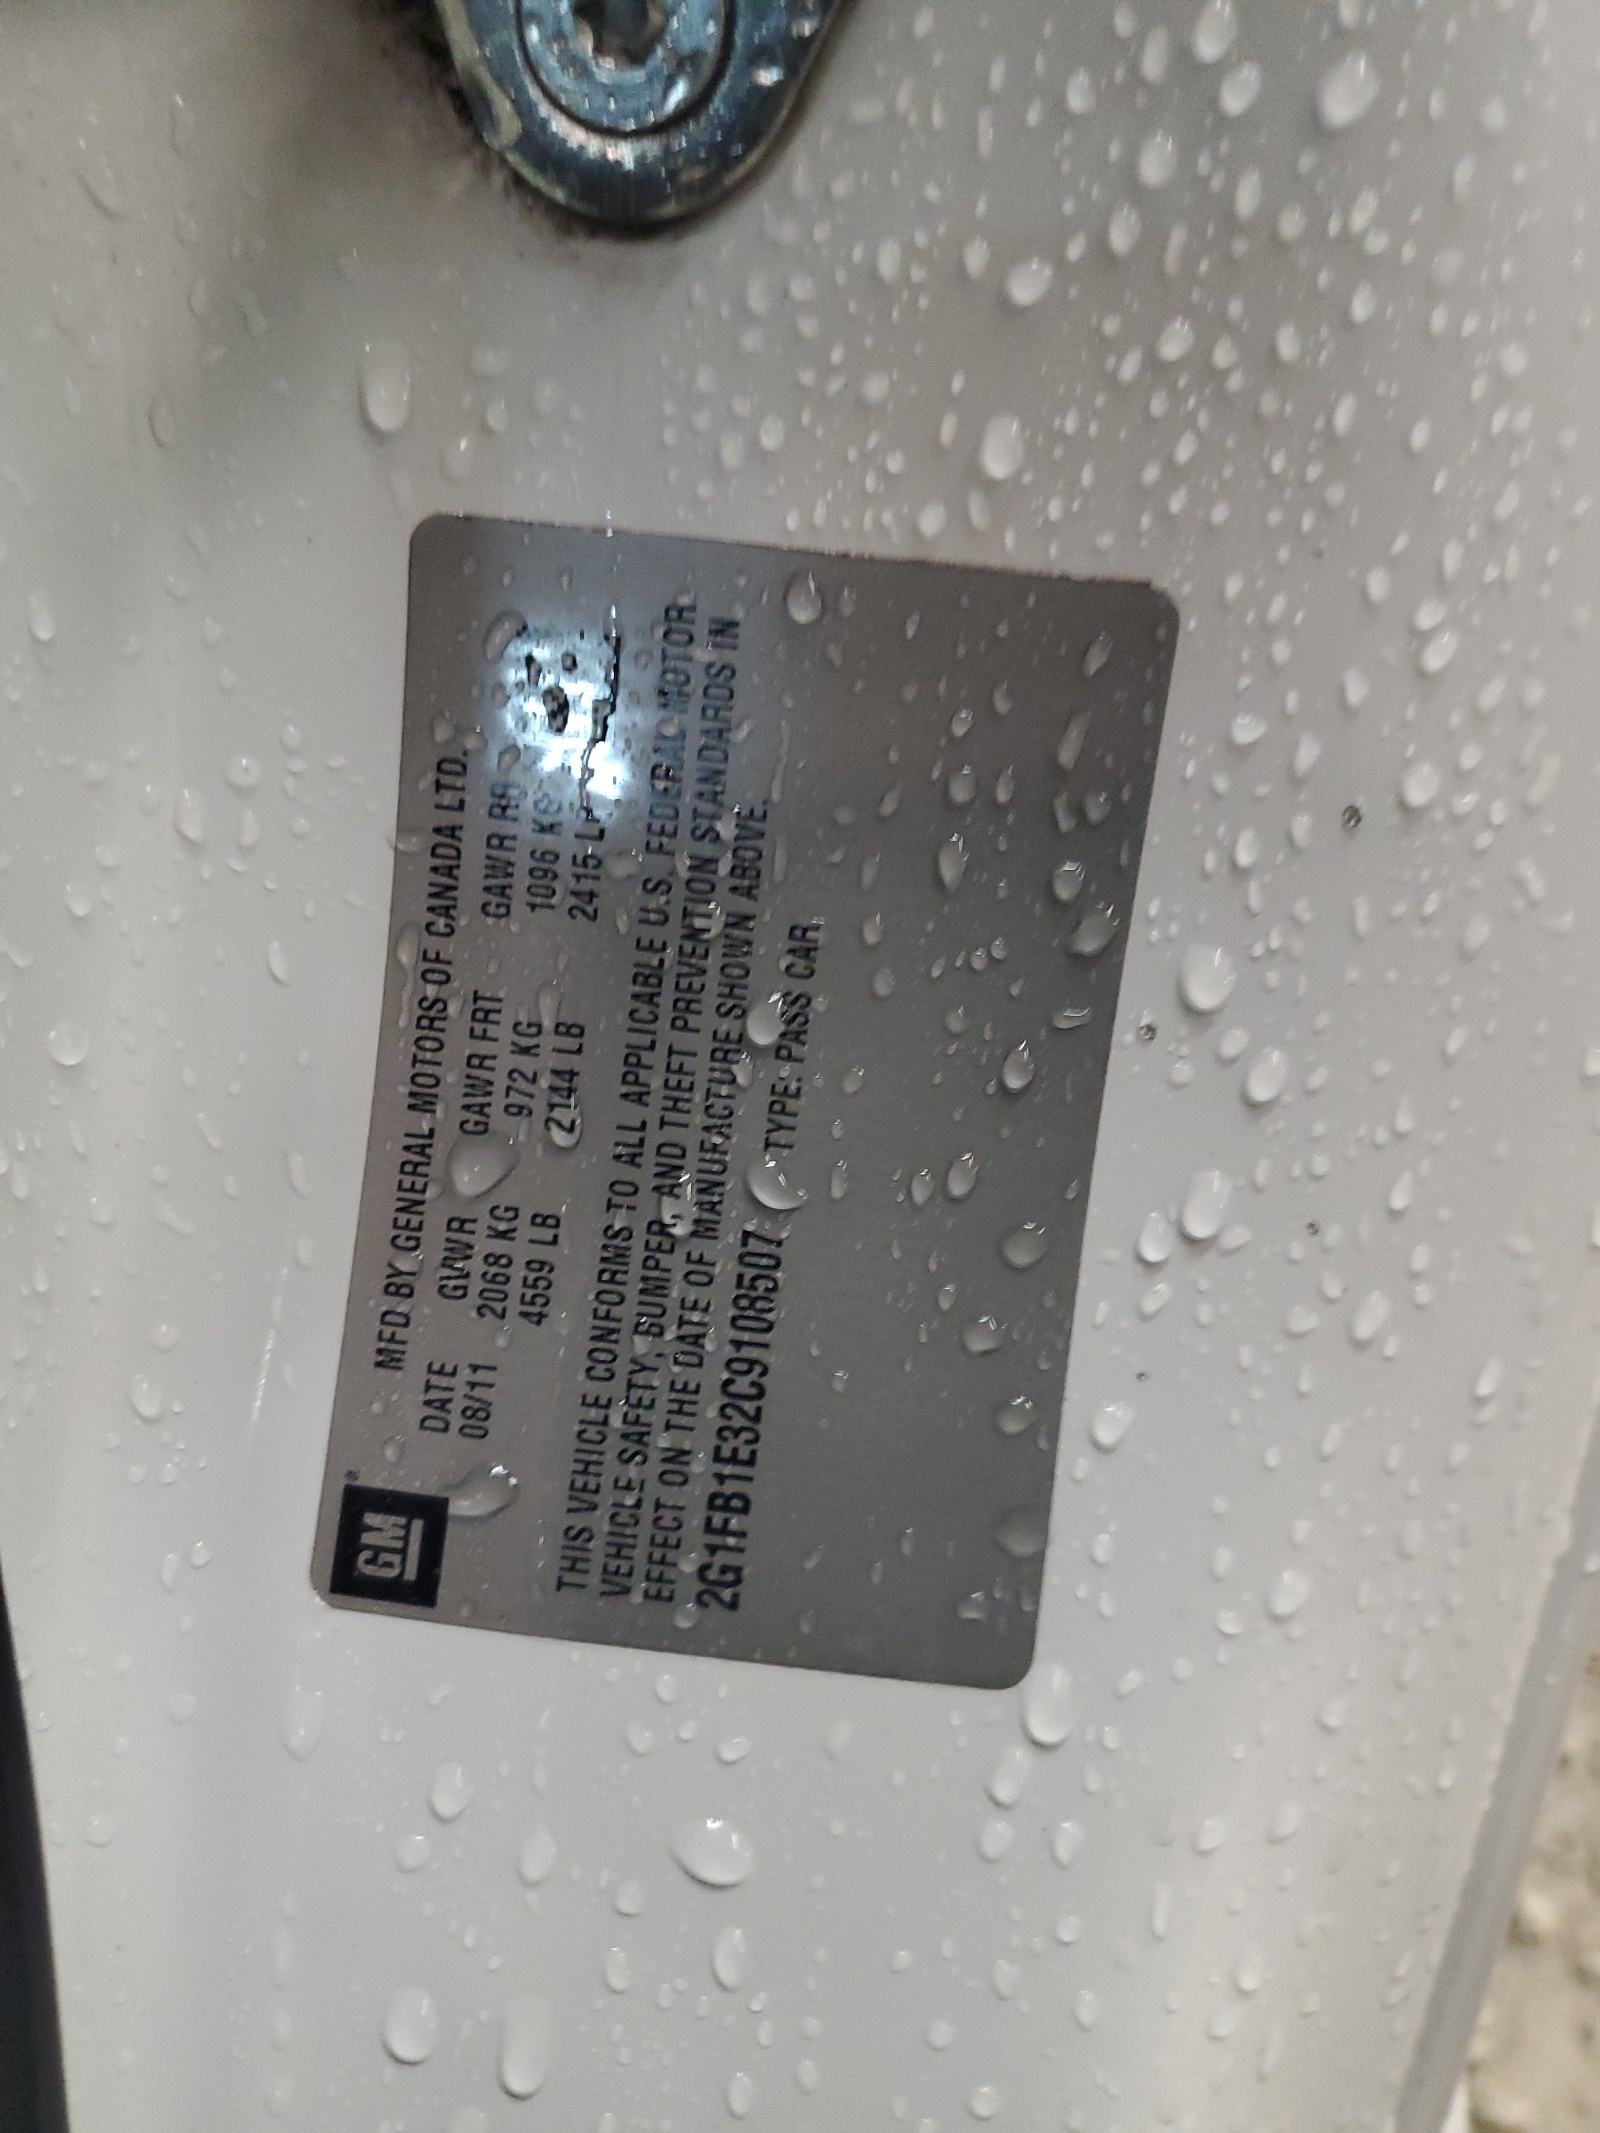 GM
MFD BY GENERAL MOTORS OF CANADA LTD.
DATE GVWR GAWR FRT GAWR RR
08/11 2068 KG 972 KG 1096 KG
4559 LB 2144 LB 2415 LB
THIS VEHICLE CONFORMS TO ALL APPLICABLE U.S. FEDERAL MOTOR
VEHICLE SAFETY, BUMPER, AND THEFT PREVENTION STANDARDS IN
EFFECT ON THE DATE OF MANUFACTURE SHOWN ABOVE.
2G1FB1E32C9108507 TYPE: PASS CAR